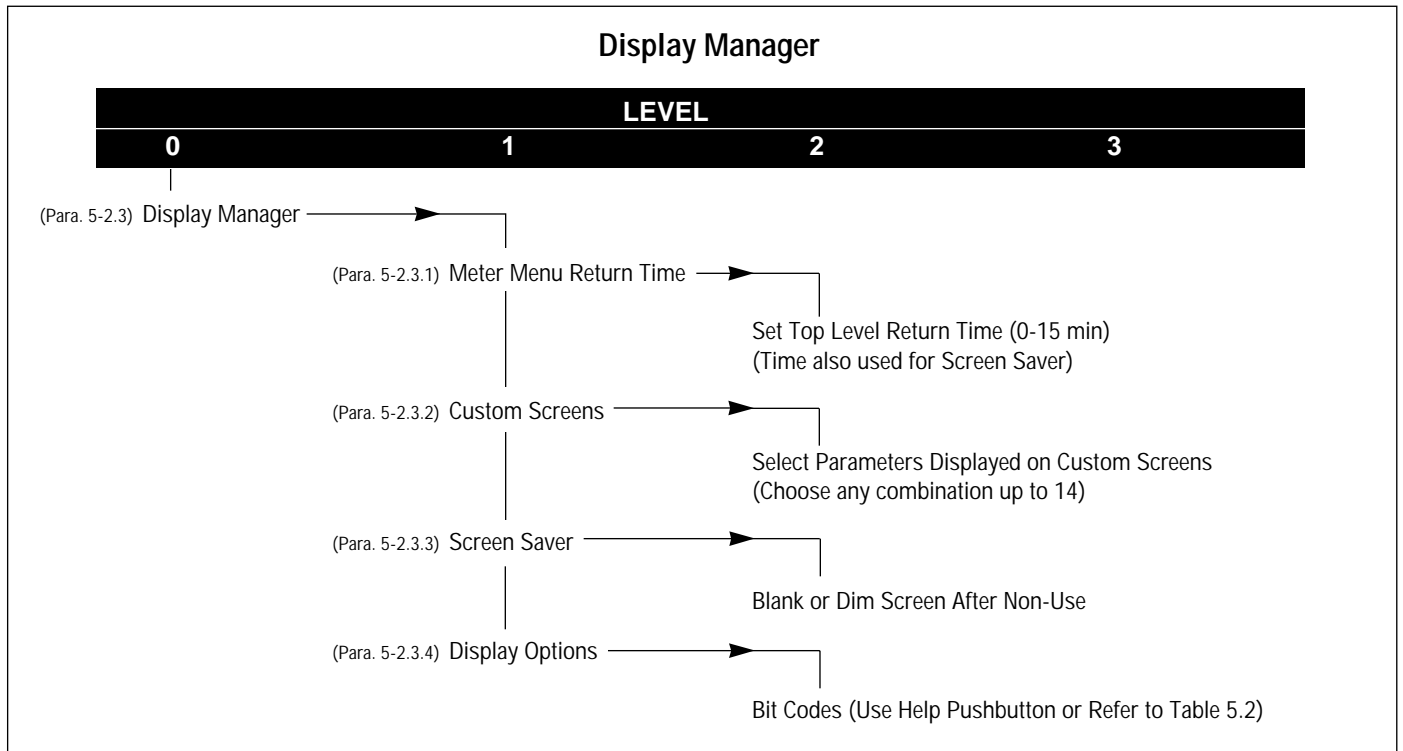 Display Manager
LEVEL
0 1 2 3
(Para. 5-2.3) Display Manager
(Para. 5-2.3.1) Meter Menu Return Time
Set Top Level Return Time (0-15 min)
(Time also used for Screen Saver)
(Para. 5-2.3.2) Custom Screens
Select Parameters Displayed on Custom Screens
(Choose any combination up to 14)
(Para. 5-2.3.3) Screen Saver
Blank or Dim Screen After Non-Use
(Para. 5-2.3.4) Display Options
Bit Codes (Use Help Pushbutton or Refer to Table 5.2)